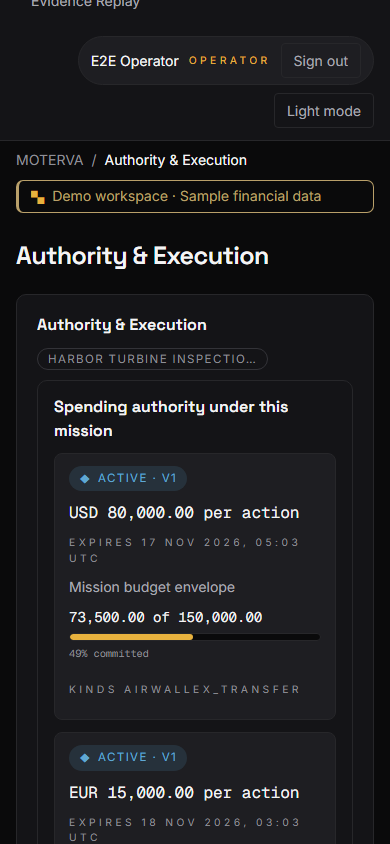 Evidence Replay
E2E Operator OPERATOR Sign out
Light mode
MOTERVA / Authority & Execution
Demo workspace · Sample financial data
Authority & Execution
Authority & Execution
HARBOR TURBINE INSPECTIO…
Spending authority under this
mission
◆ ACTIVE · V1
USD 80,000.00 per action
EXPIRES 17 NOV 2026, 05:03
UTC
Mission budget envelope
73,500.00 of 150,000.00
49% committed
KINDS AIRWALLEX_TRANSFER
◆ ACTIVE · V1
EUR 15,000.00 per action
EXPIRES 18 NOV 2026, 03:03
UTC